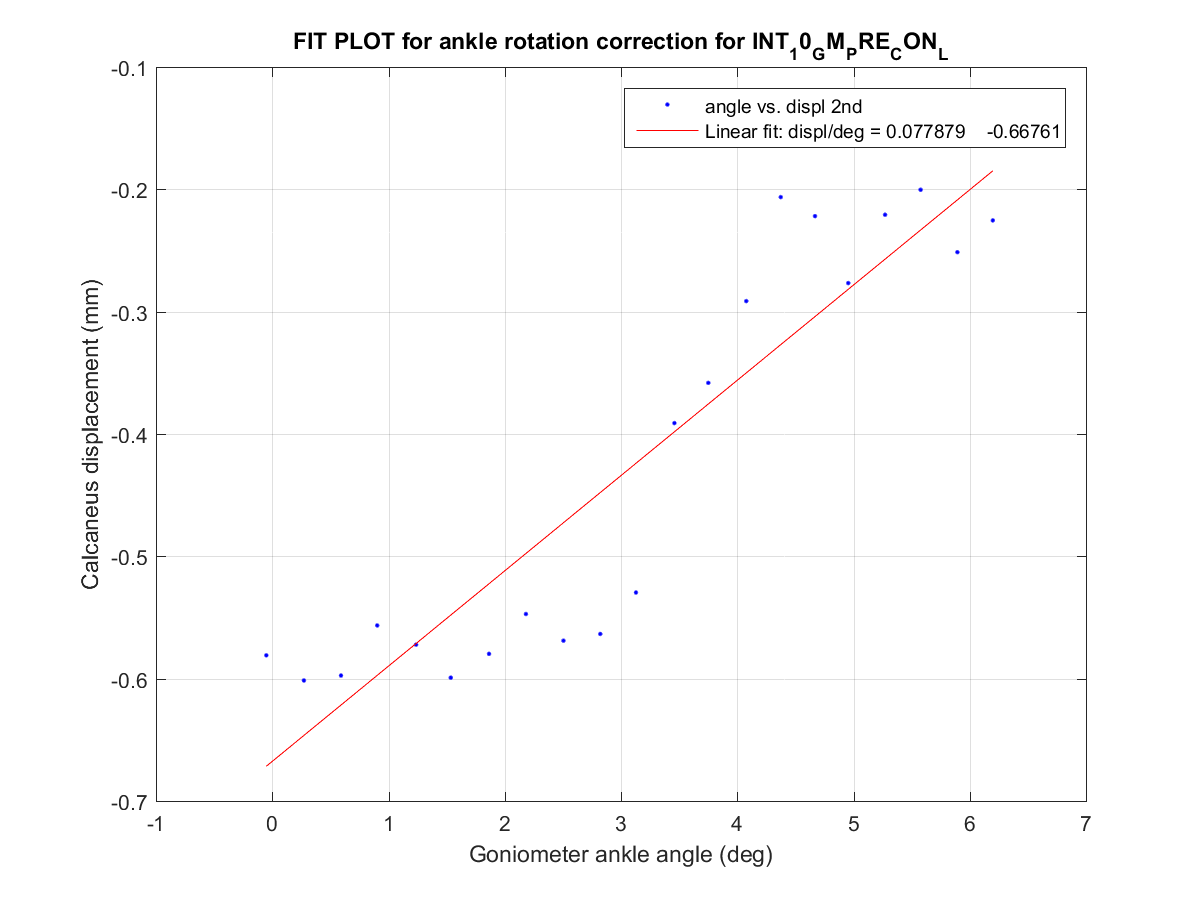 FIT PLOT for ankle rotation correction for INT₁0_GM_PRE_CON_L
angle vs. displ 2nd
Linear fit: displ/deg = 0.077879 -0.66761
-0.1
-0.2
-0.3
-0.4
-0.5
-0.6
-0.7
Calcaneus displacement (mm)
-1 0 1 2 3 4 5 6 7
Goniometer ankle angle (deg)